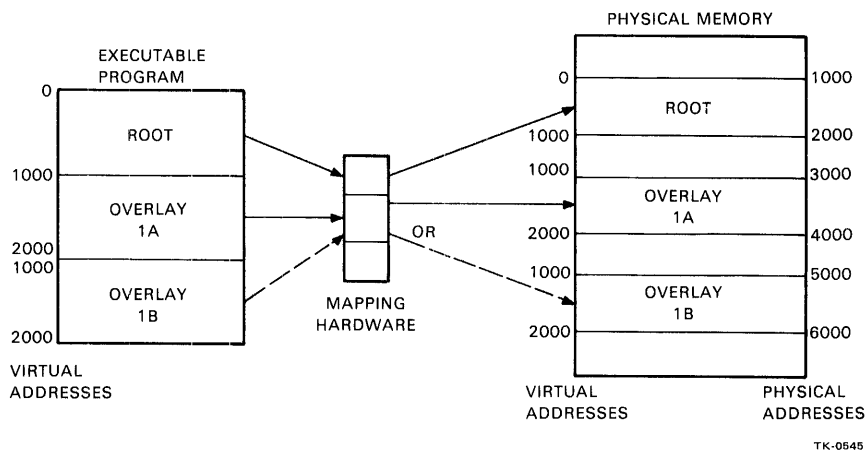 PHYSICAL MEMORY
EXECUTABLE
PROGRAM
0
ROOT
1000
OVERLAY
1A
2000
1000
OVERLAY
1B
2000
VIRTUAL
ADDRESSES
OR
MAPPING
HARDWARE
0
1000
ROOT
1000
2000
1000
3000
OVERLAY
1A
2000
4000
1000
5000
OVERLAY
1B
2000
6000
VIRTUAL
ADDRESSES
PHYSICAL
ADDRESSES
TK-0545